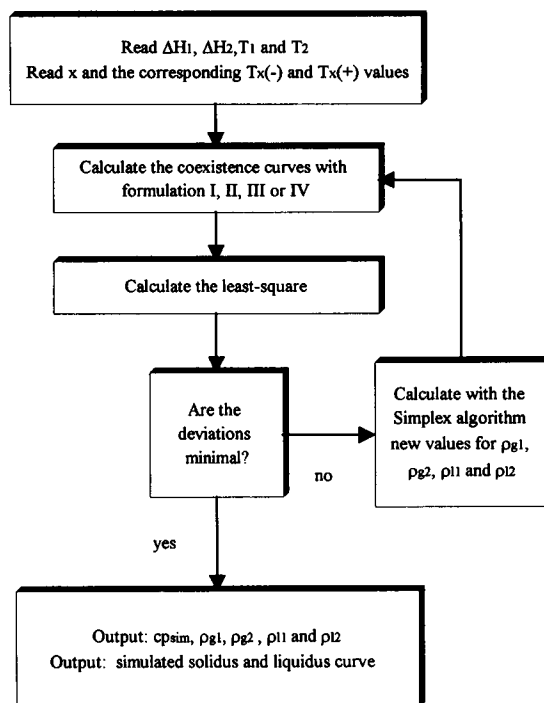 Read ΔH1, ΔH2,T1 and T2
Read x and the corresponding Tx(-) and Tx(+) values
Calculate the coexistence curves with
formulation I, II, III or IV
Calculate the least-square
Are the
deviations
minimal?
no
Calculate with the
Simplex algorithm
new values for ρg1,
ρg2, ρl1 and ρl2
yes
Output: cpsim, ρg1, ρg2 , ρl1 and ρl2
Output: simulated solidus and liquidus curve